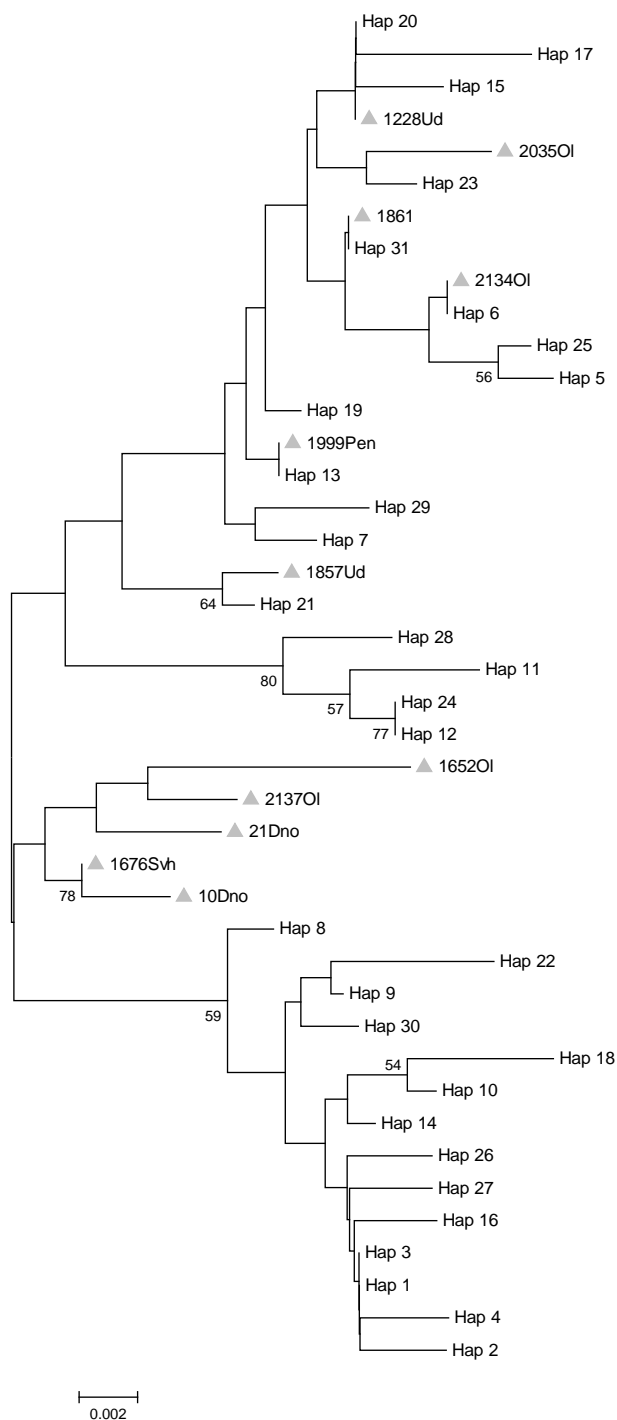 Hap 20
Hap 17
Hap 15
1228Ud
2035Ol
Hap 23
1861
Hap 31
2134Ol
Hap 6
Hap 25
56
Hap 5
Hap 19
1999Pen
Hap 13
Hap 29
Hap 7
1857Ud
64
Hap 21
Hap 28
80
Hap 11
57
Hap 24
77
Hap 12
1652Ol
2137Ol
21Dno
1676Svh
78
10Dno
Hap 8
59
Hap 22
Hap 9
Hap 30
Hap 18
54
Hap 10
Hap 14
Hap 26
Hap 27
Hap 16
Hap 3
Hap 1
Hap 4
Hap 2
0.002